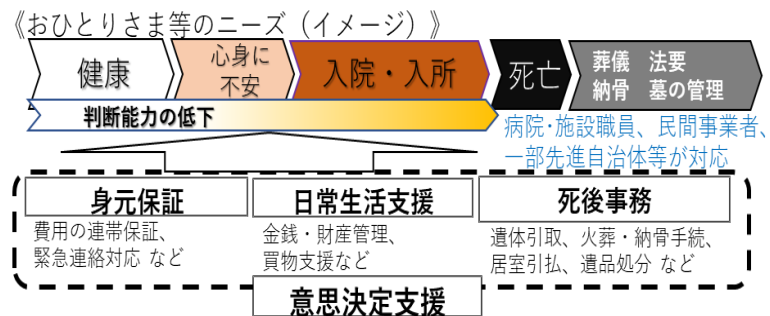 《おひとりさま等のニーズ（イメージ）》
健康
心身に
不安
入院・入所
死亡
葬儀　法要
納骨　墓の管理
判断能力の低下
病院・施設職員、民間事業者、
一部先進自治体等が対応
身元保証
費用の連帯保証、
緊急連絡対応 など
日常生活支援
金銭・財産管理、
買物支援など
死後事務
遺体引取、火葬・納骨手続、
居室引払、遺品処分 など
意思決定支援